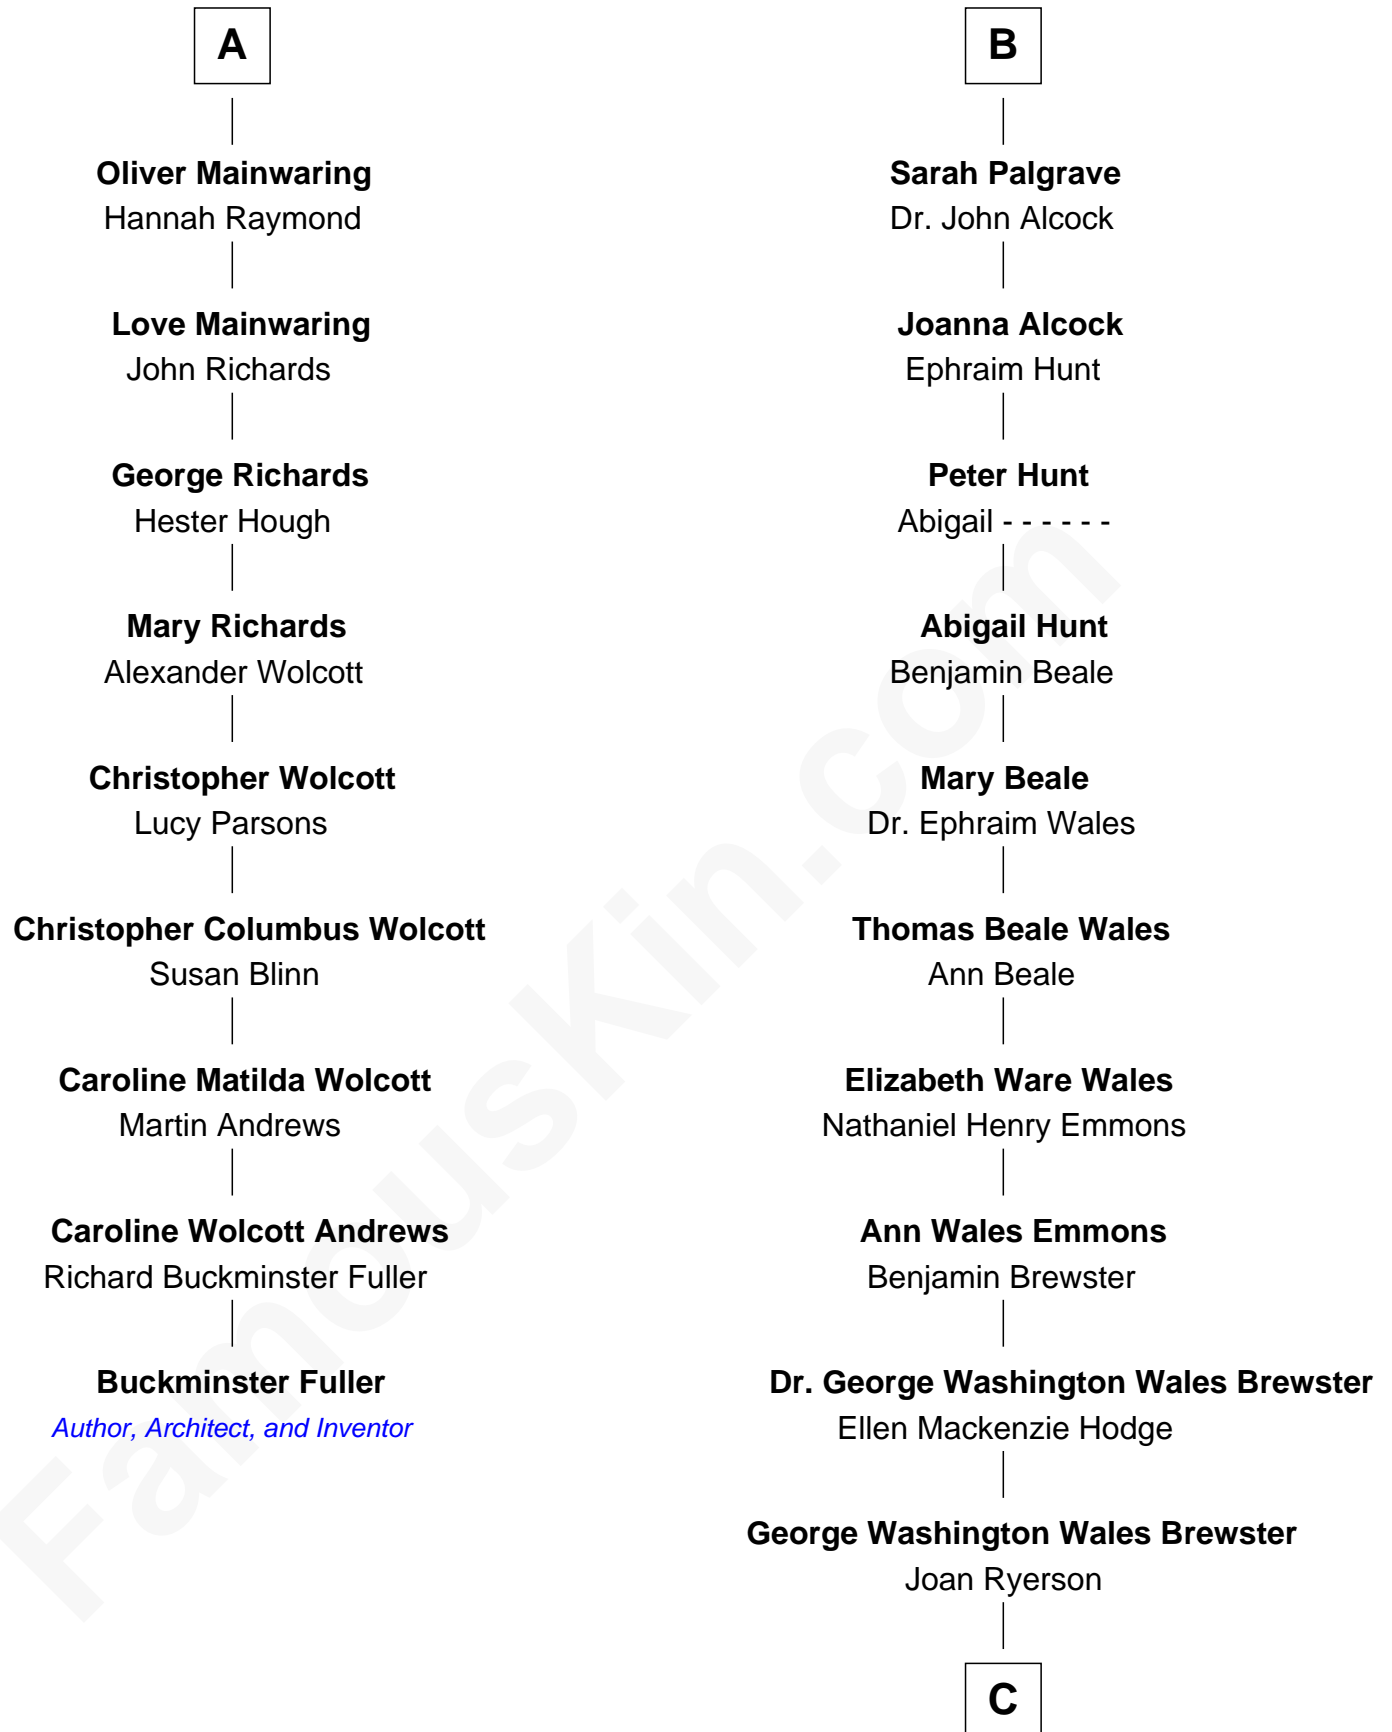 A
Oliver Mainwaring
Hannah Raymond
Love Mainwaring
John Richards
George Richards
Hester Hough
Mary Richards
Alexander Wolcott
Christopher Wolcott
Lucy Parsons
Christopher Columbus Wolcott
Susan Blinn
Caroline Matilda Wolcott
Martin Andrews
Caroline Wolcott Andrews
Richard Buckminster Fuller
Buckminster Fuller
Author, Architect, and Inventor
B
Sarah Palgrave
Dr. John Alcock
Joanna Alcock
Ephraim Hunt
Peter Hunt
Abigail - - - - - -
Abigail Hunt
Benjamin Beale
Mary Beale
Dr. Ephraim Wales
Thomas Beale Wales
Ann Beale
Elizabeth Ware Wales
Nathaniel Henry Emmons
Ann Wales Emmons
Benjamin Brewster
Dr. George Washington Wales Brewster
Ellen Mackenzie Hodge
George Washington Wales Brewster
Joan Ryerson
C
FamousKin.com